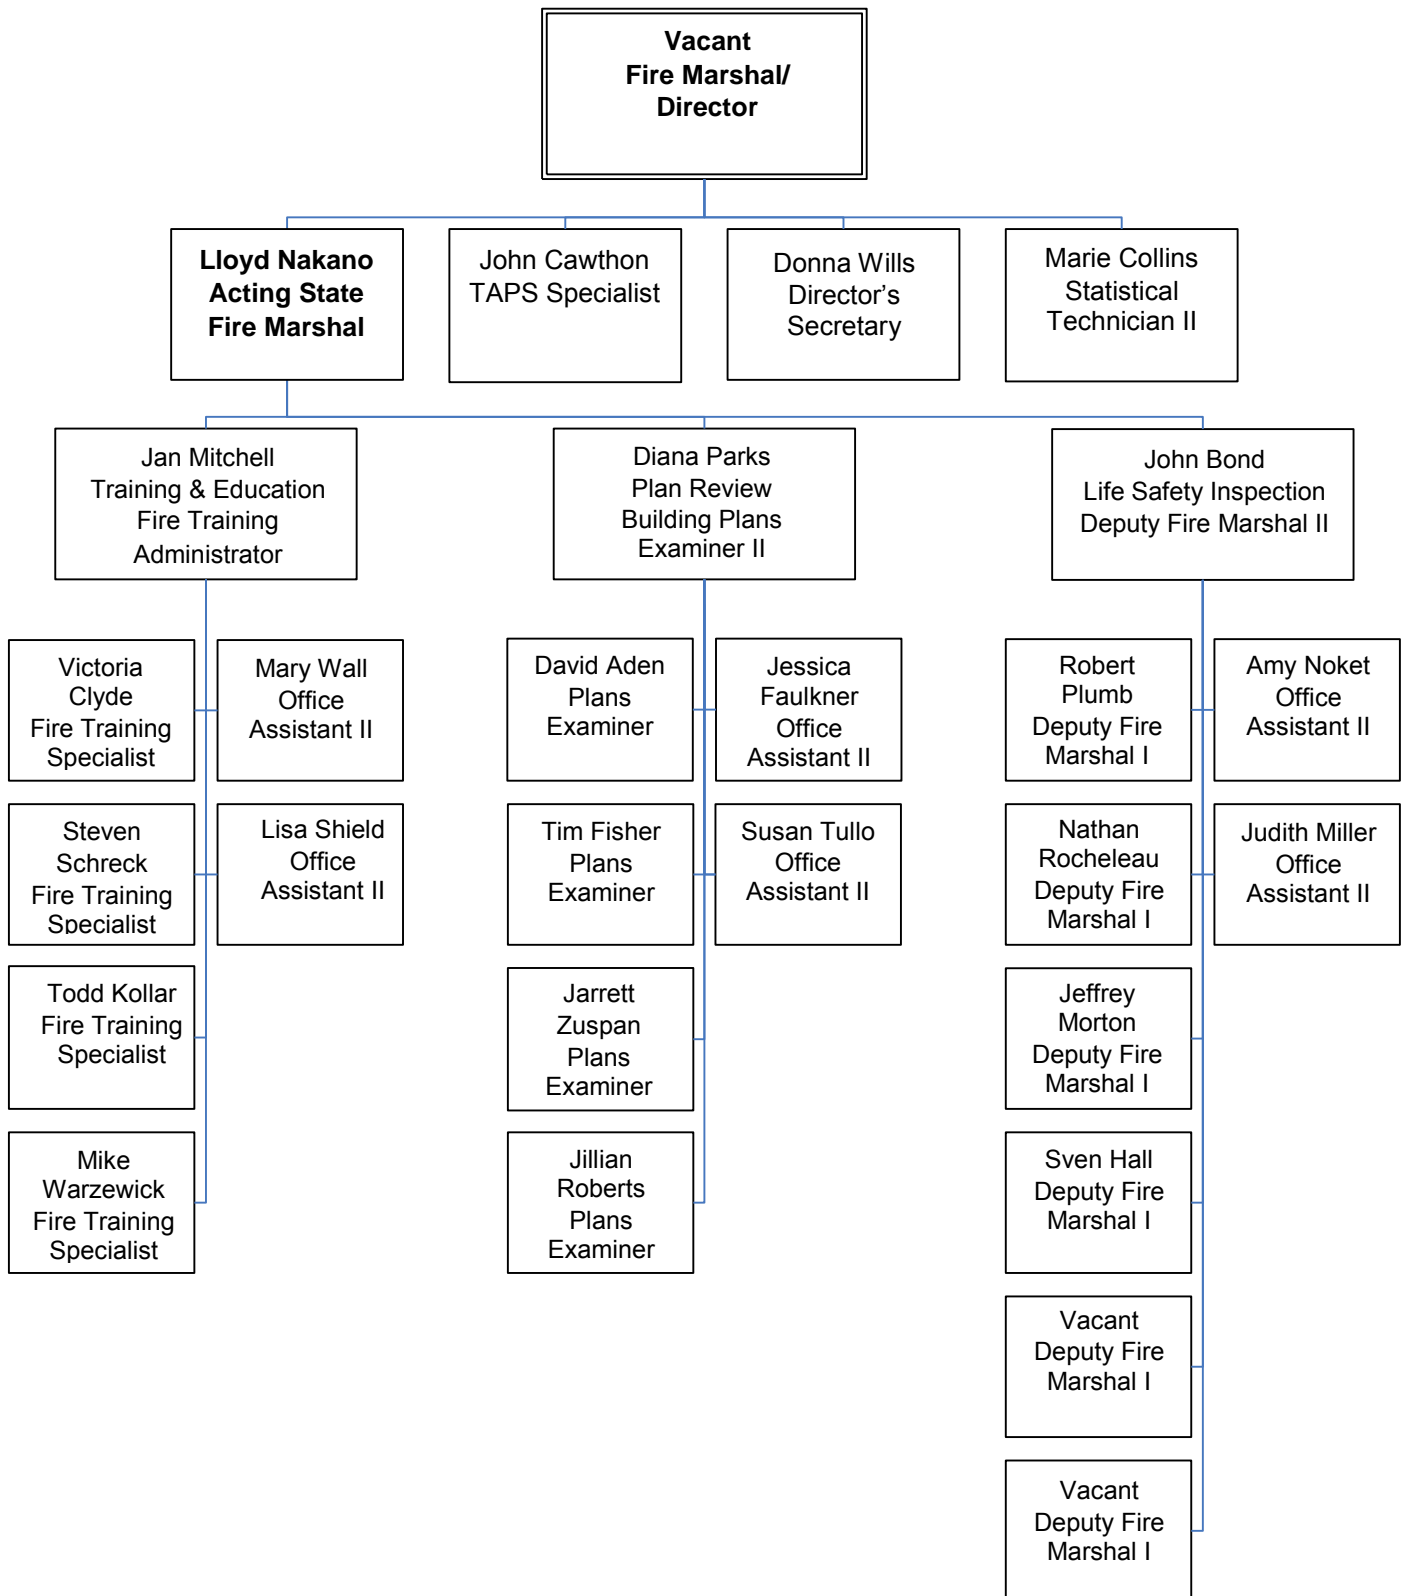 Vacant
Fire Marshal/
Director
Lloyd Nakano
Acting State
Fire Marshal
John Cawthon
TAPS Specialist
Donna Wills
Director’s
Secretary
Marie Collins
Statistical
Technician II
Jan Mitchell
Training & Education
Fire Training
Administrator
Diana Parks
Plan Review
Building Plans
Examiner II
John Bond
Life Safety Inspection
Deputy Fire Marshal II
Victoria
Clyde
Fire Training
Specialist
Mary Wall
Office
Assistant II
David Aden
Plans
Examiner
Jessica
Faulkner
Office
Assistant II
Robert
Plumb
Deputy Fire
Marshal I
Amy Noket
Office
Assistant II
Steven
Schreck
Fire Training
Specialist
Lisa Shield
Office
Assistant II
Tim Fisher
Plans
Examiner
Susan Tullo
Office
Assistant II
Nathan
Rocheleau
Deputy Fire
Marshal I
Judith Miller
Office
Assistant II
Todd Kollar
Fire Training
Specialist
Jarrett
Zuspan
Plans
Examiner
Jeffrey
Morton
Deputy Fire
Marshal I
Mike
Warzewick
Fire Training
Specialist
Jillian
Roberts
Plans
Examiner
Sven Hall
Deputy Fire
Marshal I
Vacant
Deputy Fire
Marshal I
Vacant
Deputy Fire
Marshal I